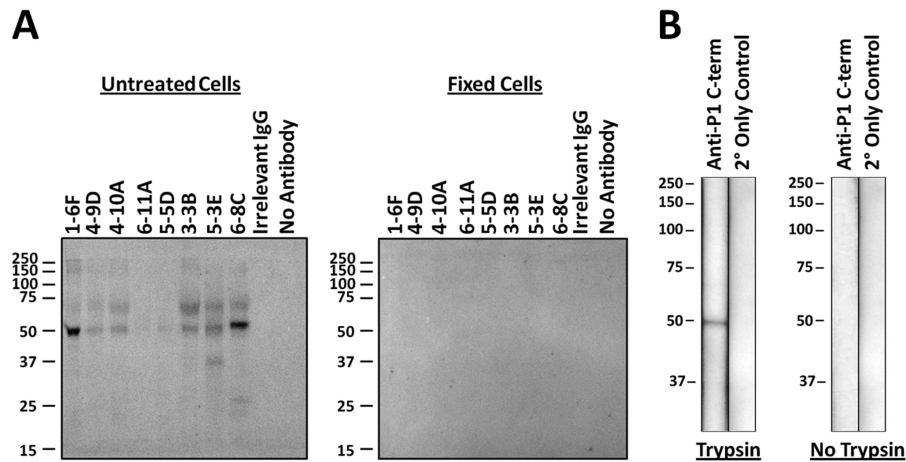 A
Untreated Cells
1-6F
4-9D
4-10A
6-11A
5-5D
3-3B
5-3E
6-8C
Irrelevant IgG
No Antibody
250
150
100
75
50
37
25
15
Fixed Cells
1-6F
4-9D
4-10A
6-11A
5-5D
3-3B
5-3E
6-8C
Irrelevant IgG
No Antibody
250
150
100
75
50
37
25
15
B
Anti-P1 C-term
2° Only Control
250
150
100
75
50
37
Trypsin
Anti-P1 C-term
2° Only Control
250
150
100
75
50
37
No Trypsin